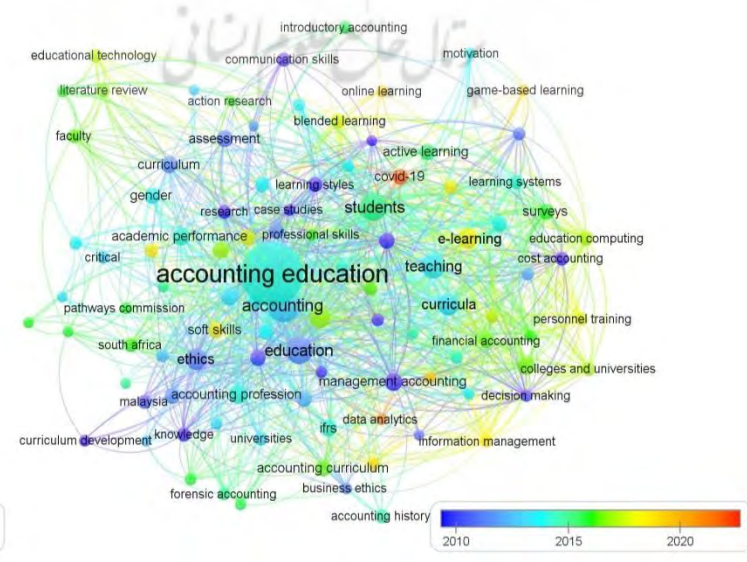 introductory accounting
educational technology
communication skills
motivation
literature review
action research
online learning
game-based learning
faculty
assessment
blended learning
curriculum
active learning
gender
learning styles
covid-19
learning systems
research
case studies
students
surveys
academic performance
professional skills
e-learning
education computing
critical
accounting education
teaching
cost accounting
pathways commission
accounting
curricula
personnel training
soft skills
south africa
ethics
education
financial accounting
management accounting
colleges and universities
malaysia
accounting profession
decision making
curriculum development
knowledge
universities
ifrs
data analytics
information management
accounting curriculum
forensic accounting
business ethics
accounting history
2010
2015
2020